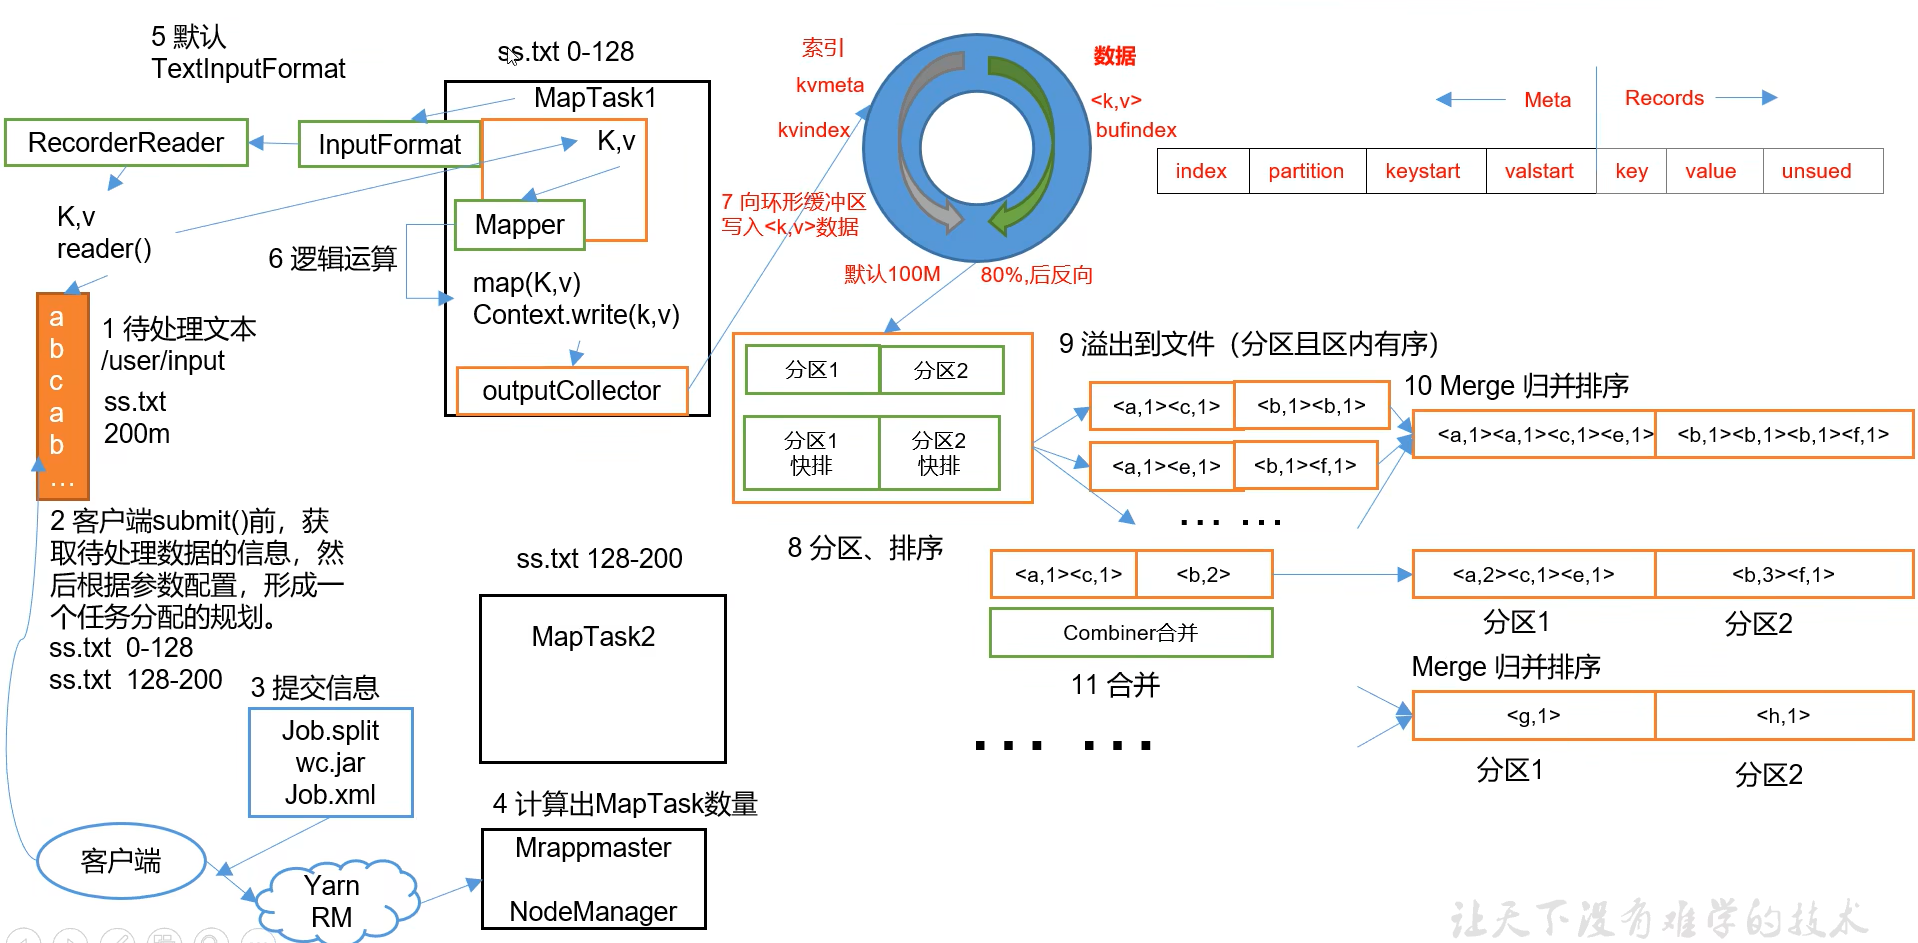 5 默认
TextInputFormat
RecorderReader
InputFormat
K,v
reader()
a
b
c
a
b
...
1 待处理文本
/user/input
ss.txt
200m
2 客户端submit()前，获
取待处理数据的信息，然
后根据参数配置，形成一
个任务分配的规划。
ss.txt 0-128
ss.txt 128-200
3 提交信息
Job.split
wc.jar
Job.xml
客户端
Yarn
RM
4 计算出MapTask数量
Mrappmaster
NodeManager
ss.txt 0-128
MapTask1
K,v
Mapper
6 逻辑运算
map(K,v)
Context.write(k,v)
outputCollector
ss.txt 128-200
MapTask2
索引
kvmeta
kvindex
数据
<k,v>
bufindex
7 向环形缓冲区
写入<k,v>数据
默认100M
80%,后反向
Meta
Records
index partition keystart valstart key value unsued
分区1 分区2
分区1
快排
分区2
快排
8 分区、排序
9 溢出到文件（分区且区内有序）
<a,1><c,1> <b,1><b,1>
<a,1><e,1> <b,1><f,1>
... ...
10 Merge 归并排序
<a,1><a,1><c,1><e,1> <b,1><b,1><b,1><f,1>
<a,1><c,1> <b,2>
Combiner合并
11 合并
... ...
<a,2><c,1><e,1> <b,3><f,1>
分区1 分区2
Merge 归并排序
<g,1> <h,1>
分区1 分区2
让天下没有难学的技术